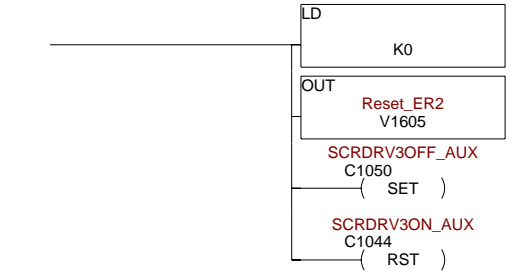 LD
K0
OUT
Reset_ER2
V1605
SCRDRV3OFF_AUX
C1050
( SET )
SCRDRV3ON_AUX
C1044
( RST )